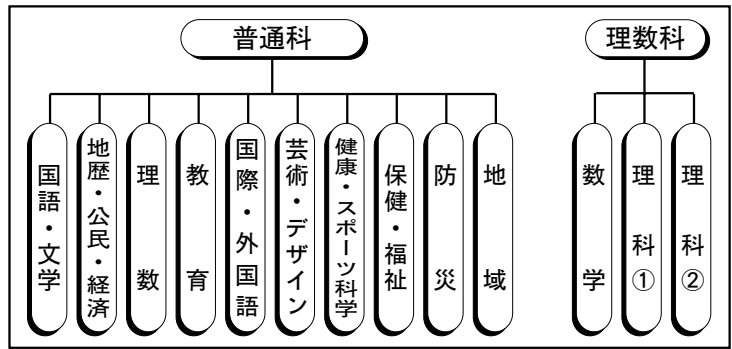 普通科
国語・文学
地歴・公民・経済
理数
教育
国際・外国語
芸術・デザイン
健康・スポーツ科学
保健・福祉
防災
地域
理数科
数学
理科①
理科②